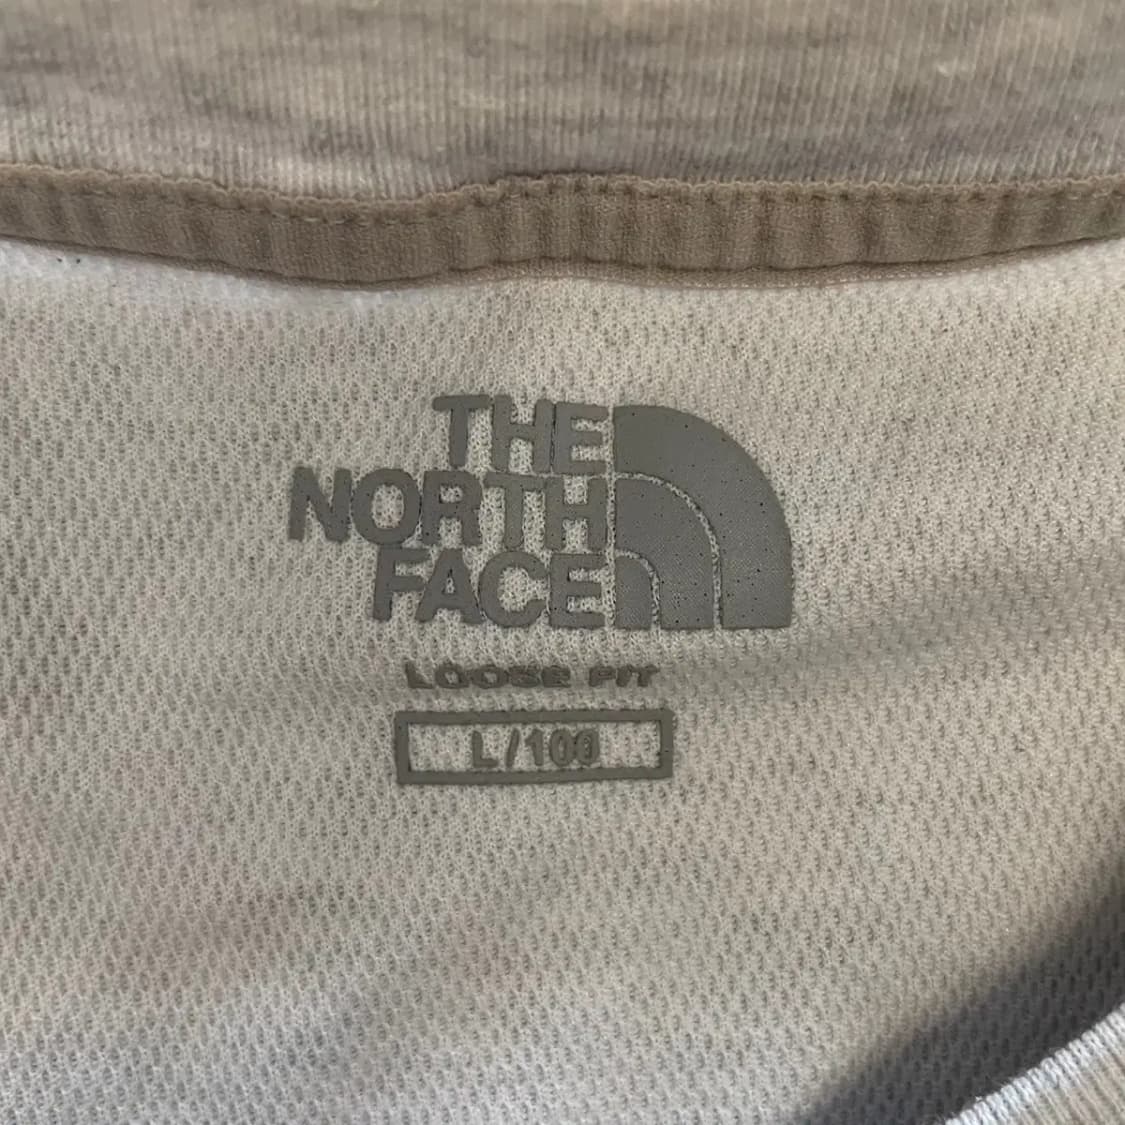 THE
NORTH
FACE
LOOSE FIT
L/100